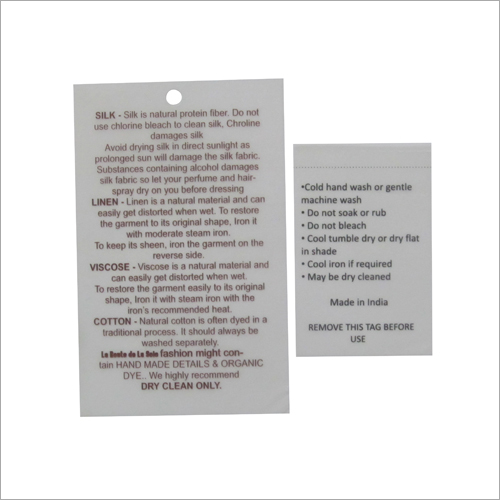 SILK - Silk is natural protein fiber. Do not
use chlorine bleach to clean silk, Chroline
damages silk
Avoid drying silk in direct sunlight as
prolonged sun will damage the silk fabric.
Substances containing alcohol damages
silk fabric so let your perfume and hair-
spray dry on you before dressing
LINEN - Linen is a natural material and can
easily get distorted when wet. To restore
the garment to its original shape, Iron it
with moderate steam iron.
To keep its sheen, iron the garment on the
reverse side.
VISCOSE - Viscose is a natural material and
can easily get distorted when wet.
To restore the garment easily to its original
shape, Iron it with steam iron with the
iron's recommended heat.
COTTON - Natural cotton is often dyed in a
traditional process. It should always be
washed separately.
de La fashion might con-
tain HAND MADE DETAILS & ORGANIC
DYE.. We highly recommend
DRY CLEAN ONLY.
•Cold hand wash or gentle
machine wash
• Do not soak or rub
• Do not bleach
• Cool tumble dry or dry flat
in shade
• Cool iron if required
• May be dry cleaned
Made in India
REMOVE THIS TAG BEFORE
USE